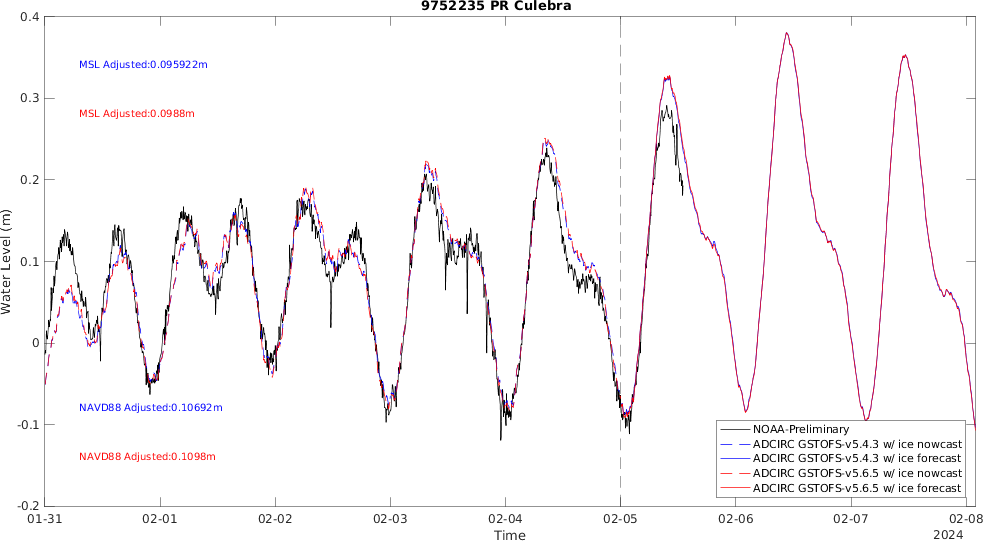 9752235 PR Culebra
0.4
0.3
0.2
0.1
0
-0.1
-0.2
Water Level (m)
MSL Adjusted:0.095922m
MSL Adjusted:0.0988m
NAVD88 Adjusted:0.10692m
NAVD88 Adjusted:0.1098m
NOAA-Preliminary
ADCIRC GSTOFS-v5.4.3 w/ ice nowcast
ADCIRC GSTOFS-v5.4.3 w/ ice forecast
ADCIRC GSTOFS-v5.6.5 w/ ice nowcast
ADCIRC GSTOFS-v5.6.5 w/ ice forecast
01-31 02-01 02-02 02-03 02-04 02-05 02-06 02-07 02-08
Time
2024